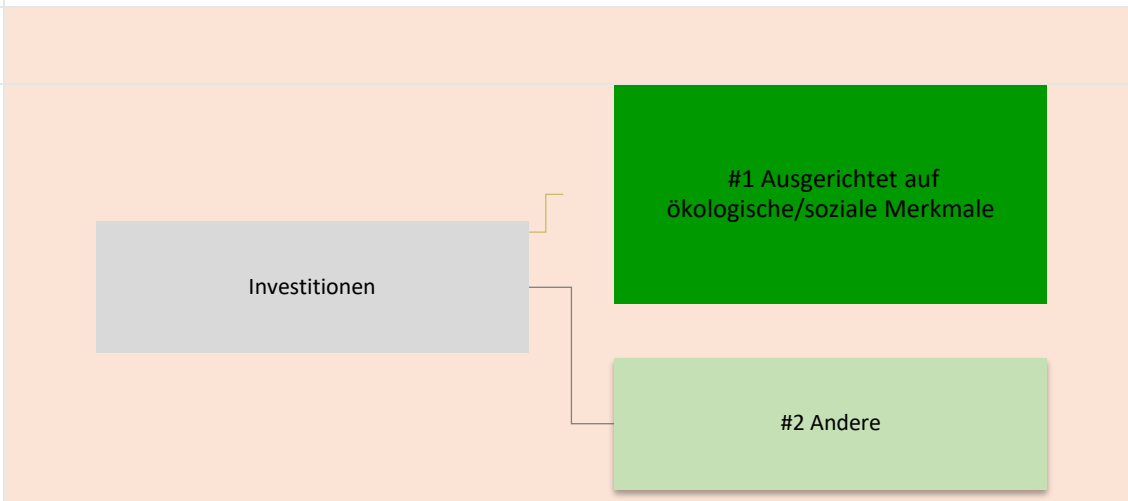 #1 Ausgerichtet auf
ökologische/soziale Merkmale
Investitionen
#2 Andere